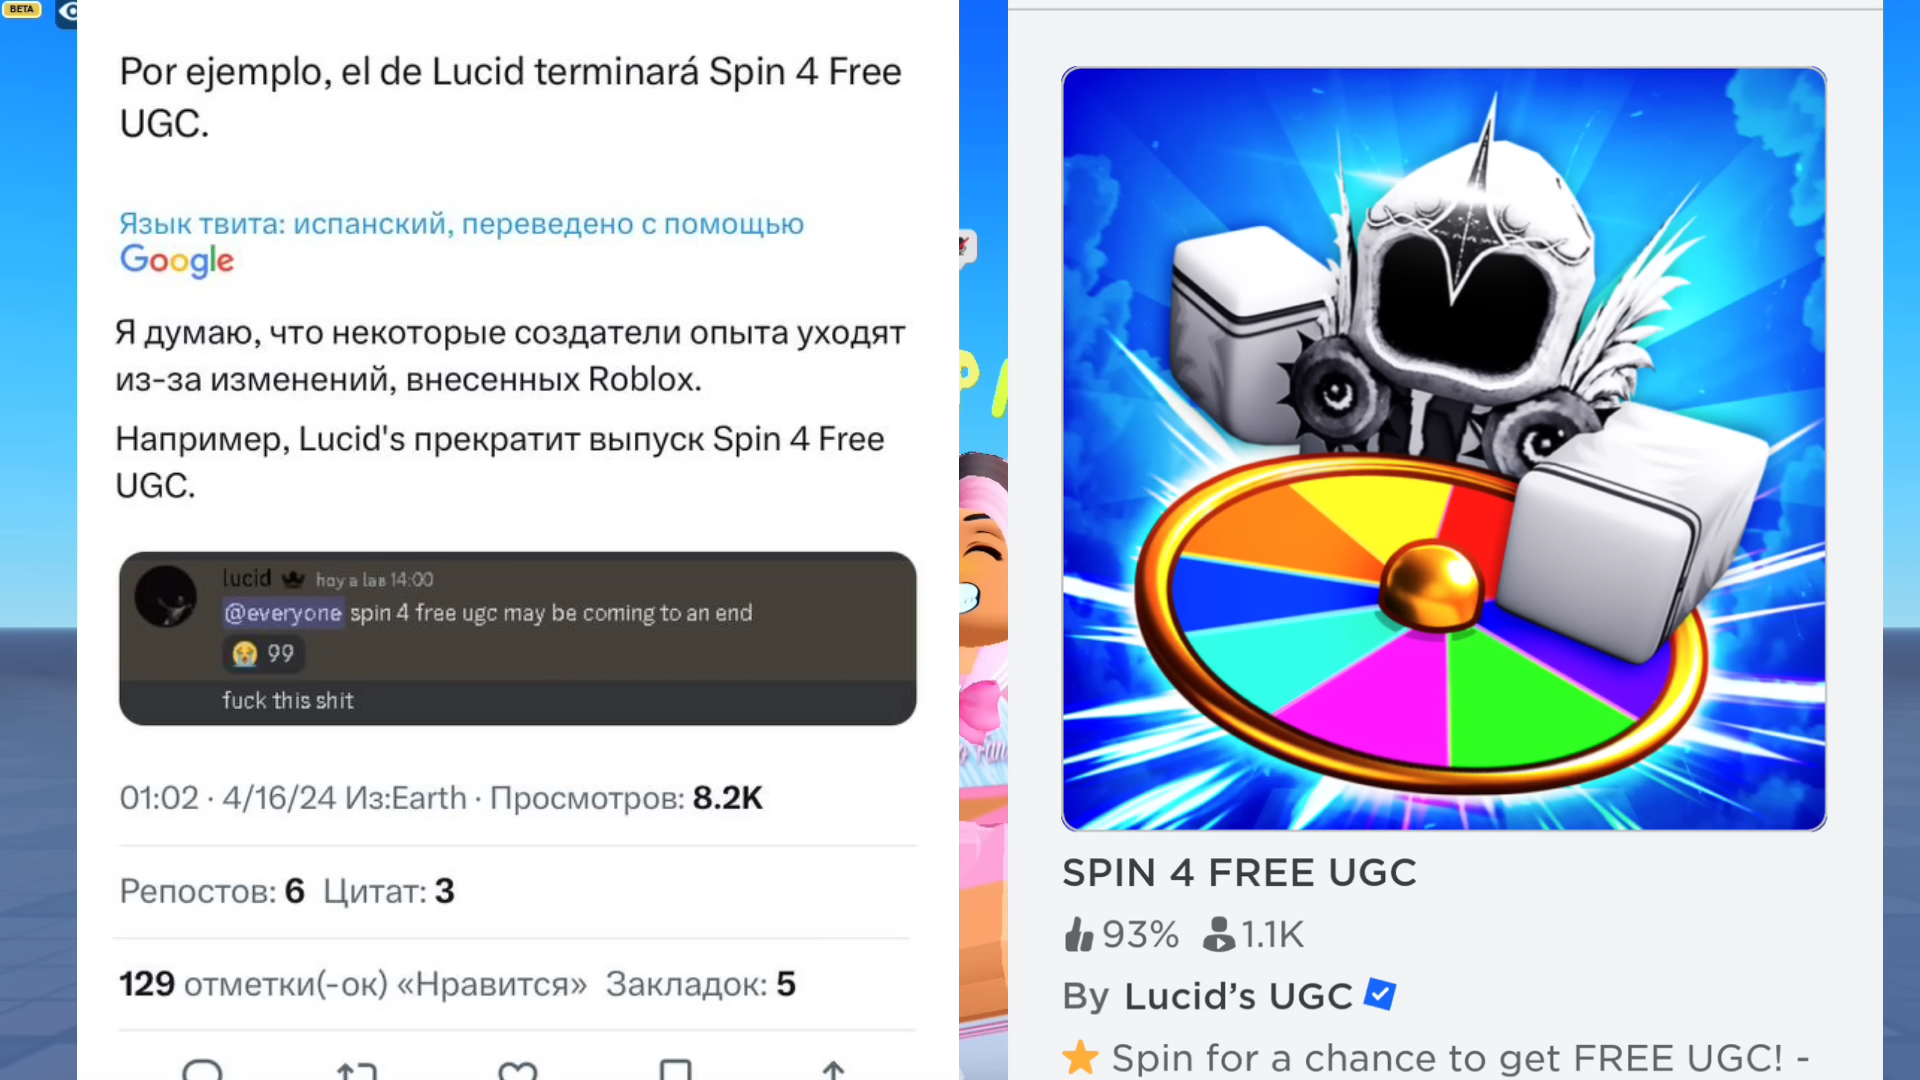 BETA
Por ejemplo, el de Lucid terminará Spin 4 Free
UGC.
Язык твита: испанский, переведено с помощью
Google
Я думаю, что некоторые создатели опыта уходят
из-за изменений, внесенных Roblox.
Например, Lucid's прекратит выпуск Spin 4 Free
UGC.
lucid hoy a las 14:00
@everyone spin 4 free ugc may be coming to an end
99
fuck this shit
01:02 · 4/16/24 Из:Earth · Просмотров: 8.2K
Репостов: 6 Цитат: 3
129 отметки(-ок) «Нравится» Закладок: 5
SPIN 4 FREE UGC
93% 1.1K
By Lucid’s UGC
Spin for a chance to get FREE UGC! -